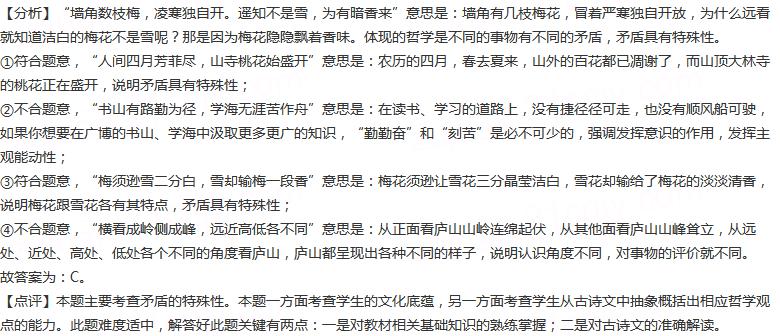 【分析】“墙角数枝梅，凌寒独自开。遥知不是雪，为有暗香来”意思是：墙角有几枝梅花，冒着严寒独自开放，为什么远看
就知道洁白的梅花不是雪呢？那是因为梅花隐隐飘着香味。体现的哲学是不同的事物有不同的矛盾，矛盾具有特殊性。
①符合题意，“人间四月芳菲尽，山寺桃花始盛开”意思是：农历的四月，春去夏来，山外的百花都已凋谢了，而山顶大林寺
的桃花正在盛开，说明矛盾具有特殊性；
②不合题意，“书山有路勤为径，学海无涯苦作舟”意思是：在读书、学习的道路上，没有捷径径可走，也没有顺风船可驶，
如果你想要在广博的书山、学海中汲取更多更广的知识，“勤勤奋”和“刻苦”是必不可少的，强调发挥意识的作用，发挥主
观能动性；
③符合题意，“梅须逊雪二分白，雪却输梅一段香”意思是：梅花须逊让雪花三分晶莹洁白，雪花却输给了梅花的淡淡清香，
说明梅花跟雪花各有其特点，矛盾具有特殊性；
④不合题意，“横看成岭侧成峰，远近高低各不同”意思是：从正面看庐山山岭连绵起伏，从其他面看庐山山峰耸立，从远
处、近处、高处、低处各个不同的角度看庐山，庐山都呈现出各种不同的样子，说明认识角度不同，对事物的评价就不同。
故答案为：C。
【点评】本题主要考查矛盾的特殊性。本题一方面考查学生的文化底蕴，另一方面考查学生从古诗文中抽象概括出相应哲学观
点的能力。此题难度适中，解答好此题关键有两点：一是对教材相关基础知识的熟练掌握；二是对古诗文的准确解读。